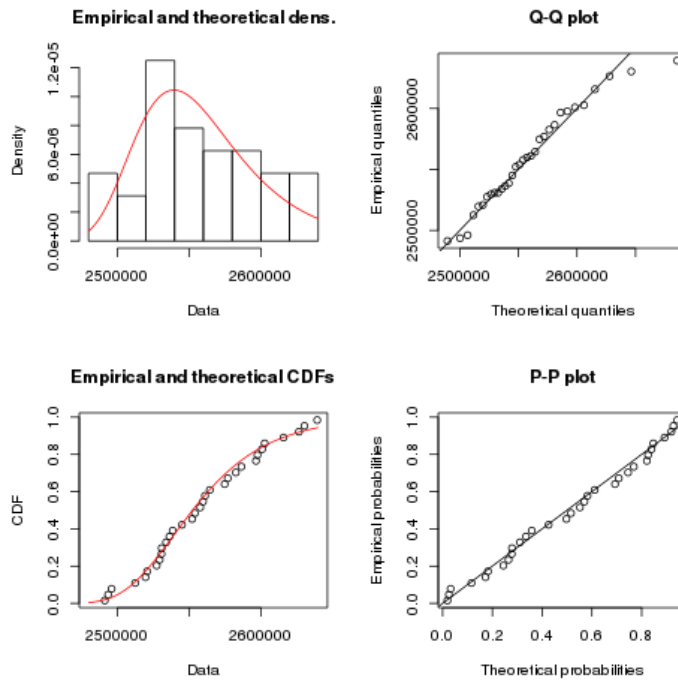 Empirical and theoretical dens.
Density
0.0e+00
6.0e-06
1.2e-05
2500000
2600000
Data
Q-Q plot
Empirical quantiles
2500000
2600000
2500000
2600000
Theoretical quantiles
Empirical and theoretical CDFs
CDF
0.0
0.2
0.4
0.6
0.8
1.0
2500000
2600000
Data
P-P plot
Empirical probabilities
0.0
0.2
0.4
0.6
0.8
1.0
0.0
0.2
0.4
0.6
0.8
Theoretical probabilities